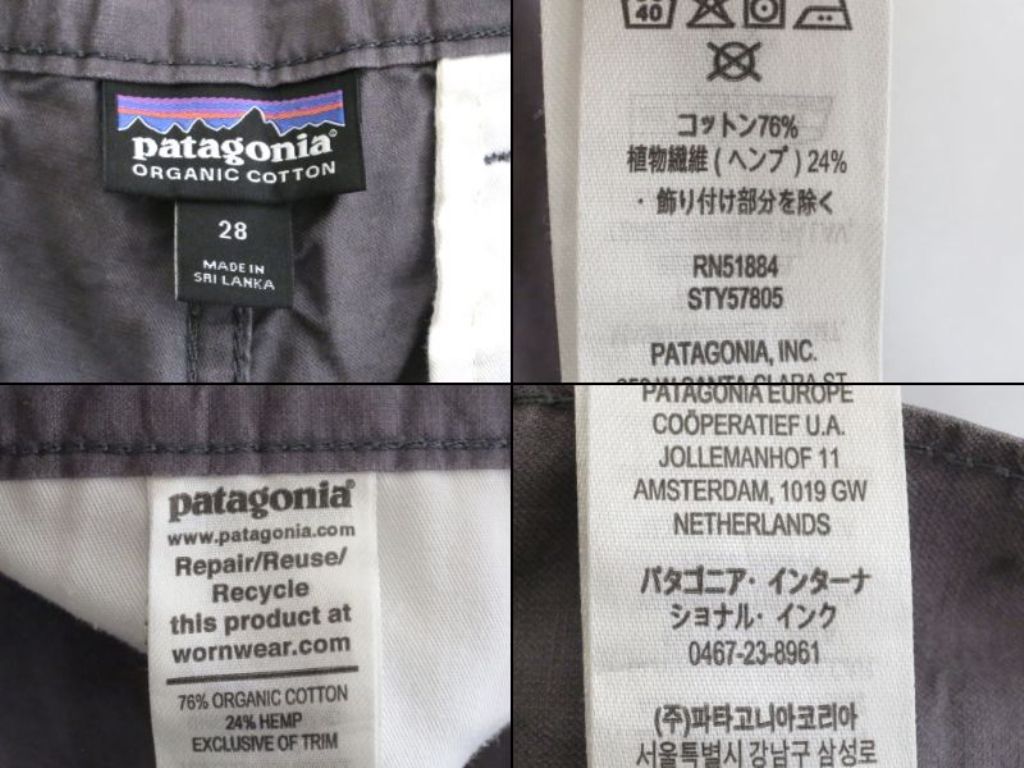 patagonia®
ORGANIC COTTON
28
MADE IN
SRI LANKA
40
コットン76%
植物繊維 ( ヘンプ ) 24%
・飾り付け部分を除く
RN51884
STY57805
PATAGONIA, INC.
patagonia®
www.patagonia.com
Repair/Reuse/
Recycle
this product at
wornwear.com
76% ORGANIC COTTON
24% HEMP
EXCLUSIVE OF TRIM
PATAGONIA EUROPE
COÖPERATIEF U.A.
JOLLEMANHOF 11
AMSTERDAM, 1019 GW
NETHERLANDS
パタゴニア・インターナ
ショナル・インク
0467-23-8961
(주)파타고니아코리아
서울특별시 강남구 삼성로